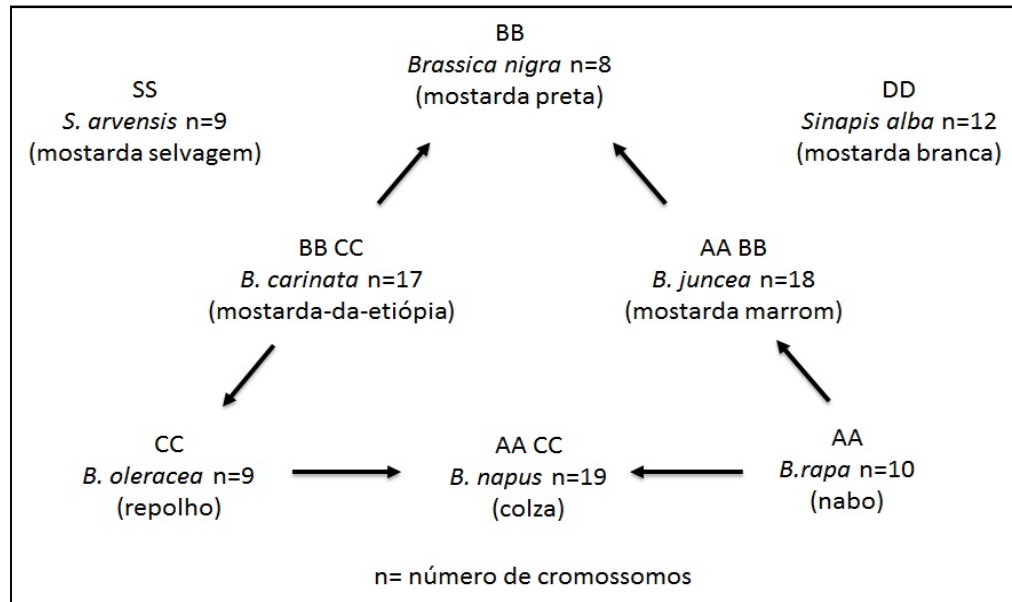 BB
Brassica nigra n=8
(mostarda preta)
SS
S. arvensis n=9
(mostarda selvagem)
DD
Sinapis alba n=12
(mostarda branca)
BB CC
B. carinata n=17
(mostarda-da-etiópia)
AA BB
B. juncea n=18
(mostarda marrom)
CC
B. oleracea n=9
(repolho)
AA CC
B. napus n=19
(colza)
AA
B.rapa n=10
(nabo)
n= número de cromossomos